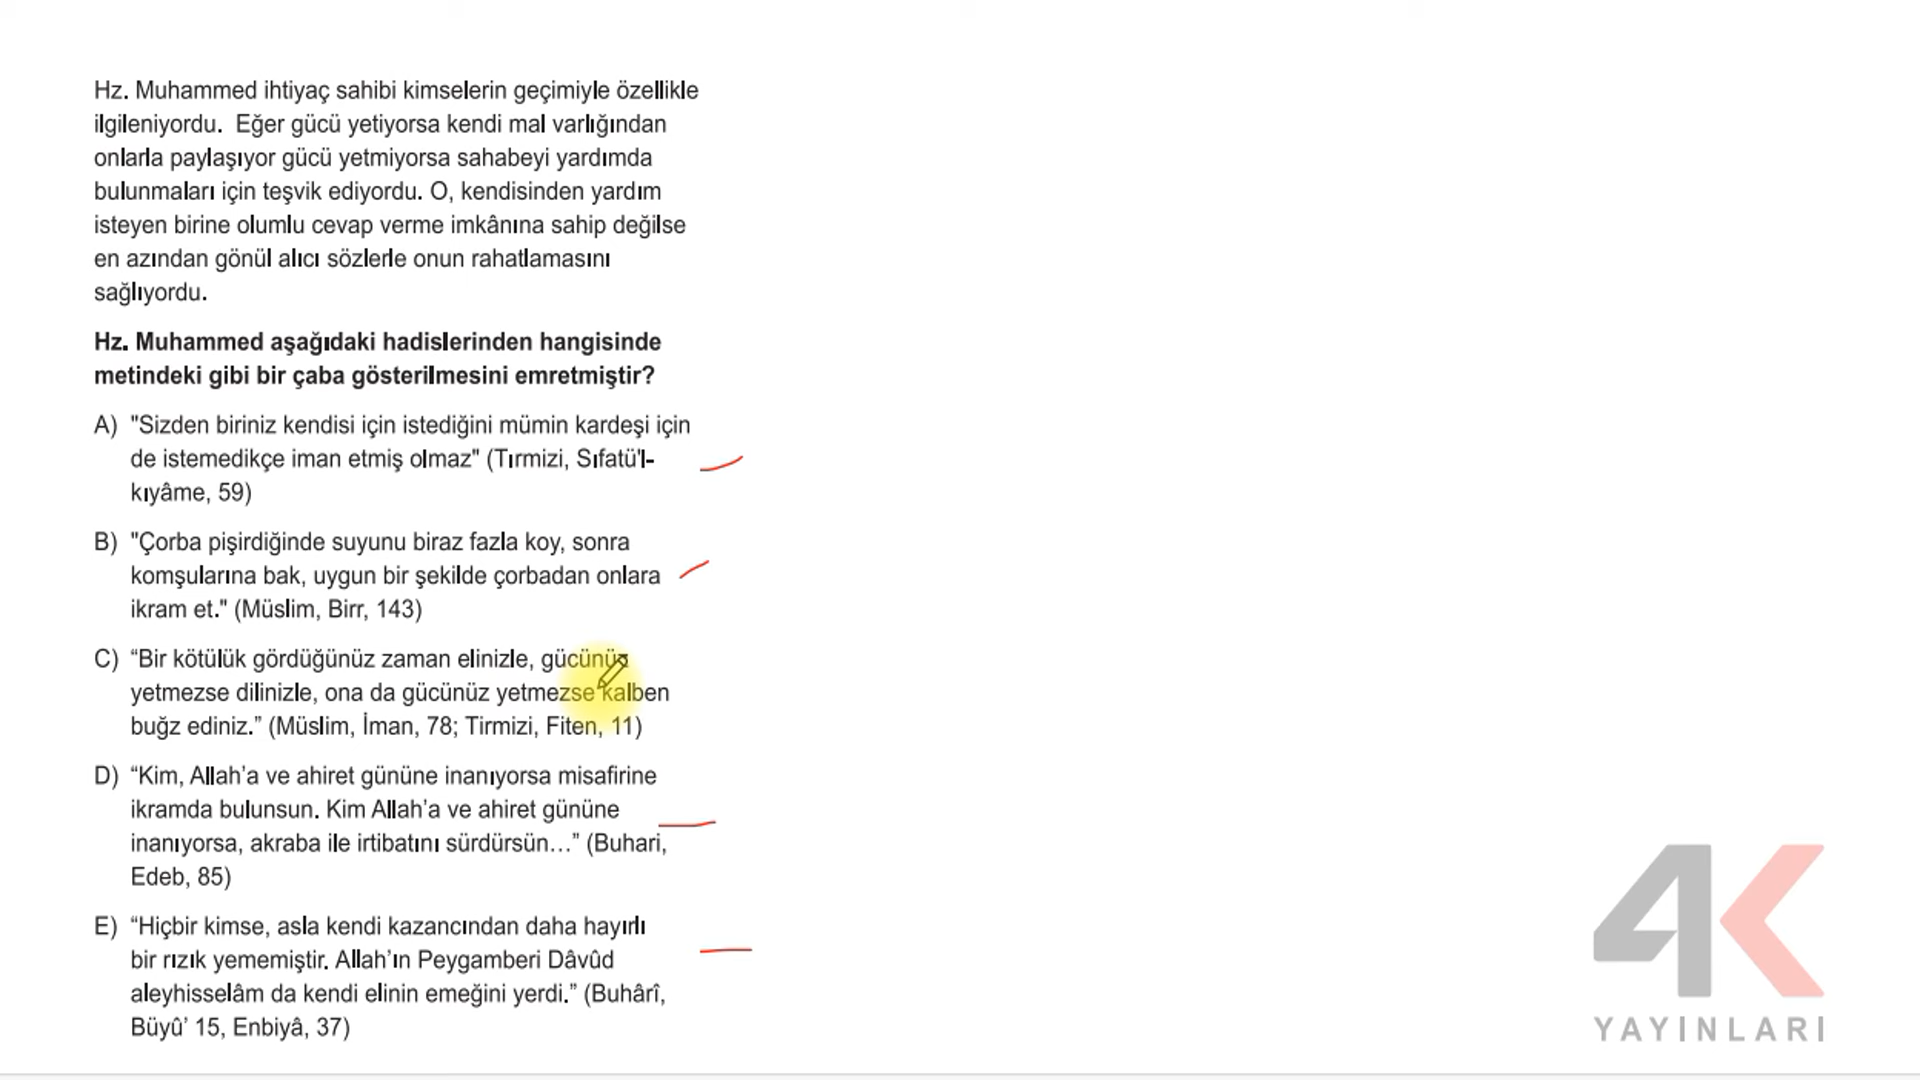 Hz. Muhammed ihtiyaç sahibi kimselerin geçimiyle özellikle
ilgileniyordu.  Eğer gücü yetiyorsa kendi mal varlığından
onlarla paylaşıyor gücü yetmiyorsa sahabeyi yardımda
bulunmaları için teşvik ediyordu. O, kendisinden yardım
isteyen birine olumlu cevap verme imkânına sahip değilse
en azından gönül alıcı sözlerle onun rahatlamasını
sağlıyordu.
Hz. Muhammed aşağıdaki hadislerinden hangisinde
metindeki gibi bir çaba gösterilmesini emretmiştir?
A) "Sizden biriniz kendisi için istediğini mümin kardeşi için
de istemedikçe iman etmiş olmaz" (Tırmizi, Sıfatü'l-
kıyâme, 59)
B) "Çorba pişirdiğinde suyunu biraz fazla koy, sonra
komşularına bak, uygun bir şekilde çorbadan onlara
ikram et." (Müslim, Birr, 143)
C) “Bir kötülük gördüğünüz zaman elinizle, gücünüz
yetmezse dilinizle, ona da gücünüz yetmezse kalben
buğz ediniz.” (Müslim, İman, 78; Tirmizi, Fiten, 11)
D) “Kim, Allah’a ve ahiret gününe inanıyorsa misafirine
ikramda bulunsun. Kim Allah’a ve ahiret gününe
inanıyorsa, akraba ile irtibatını sürdürsün…” (Buhari,
Edeb, 85)
E) “Hiçbir kimse, asla kendi kazancından daha hayırlı
bir rızık yememiştir. Allah’ın Peygamberi Dâvûd
aleyhisselâm da kendi elinin emeğini yerdi.” (Buhârî,
Büyû’ 15, Enbiyâ, 37)
4K
YAYINLARI